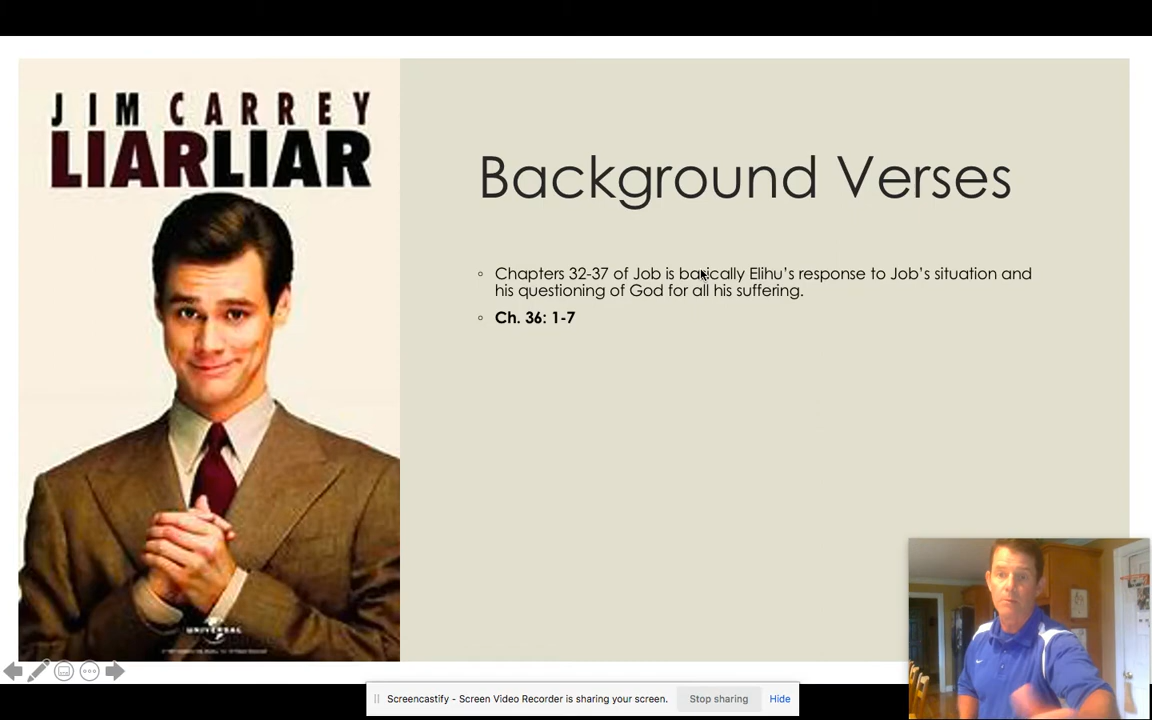 JIM CARREY
LIARLIAR
Background Verses
◦ Chapters 32-37 of Job is basically Elihu's response to Job's situation and
his questioning of God for all his suffering.
◦ Ch. 36: 1-7
UNIVERSAL
Screencastify - Screen Video Recorder is sharing your screen.
Stop sharing
Hide